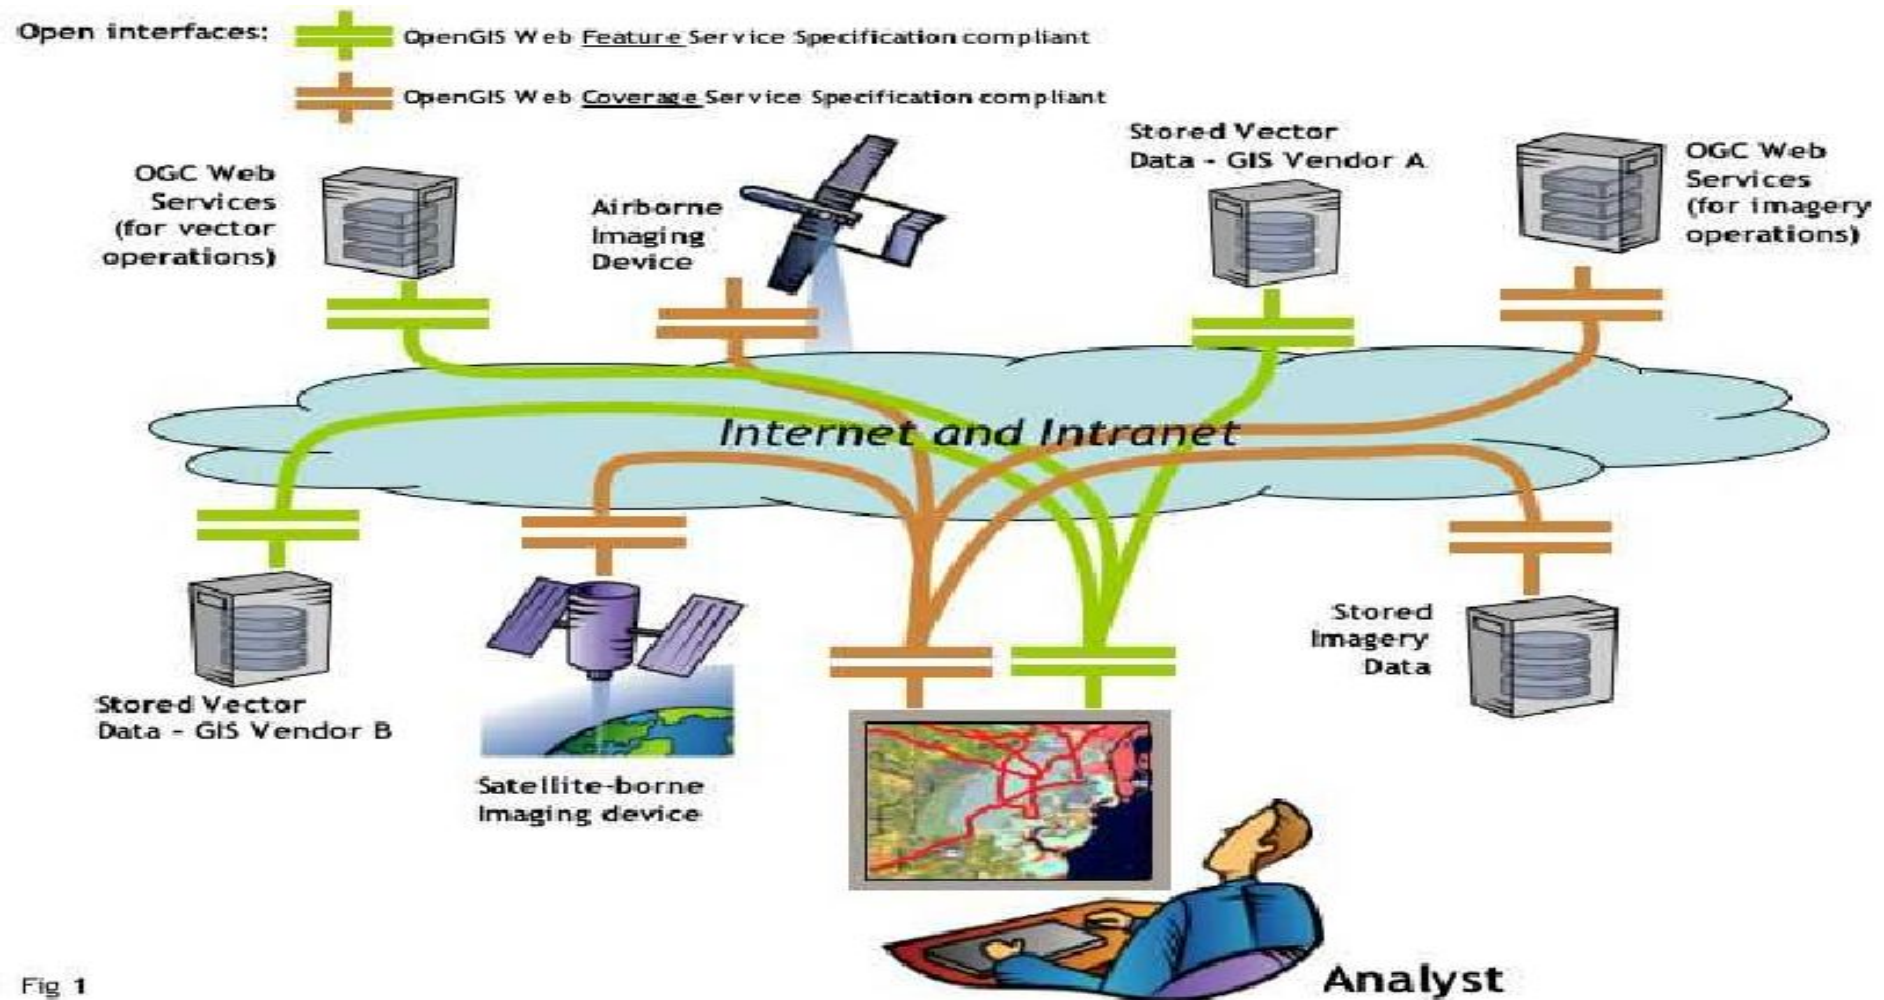 Open interfaces:
OpenGIS Web Feature Service Specification compliant
OpenGIS Web Coverage Service Specification compliant
OGC Web
Services
(for vector
operations)
Airborne
Imaging
Device
Stored Vector
Data - GIS Vendor A
OGC Web
Services
(for imagery
operations)
Internet and Intranet
Stored Vector
Data - GIS Vendor B
Satellite-borne
Imaging device
Stored
Imagery
Data
Analyst
Fig 1